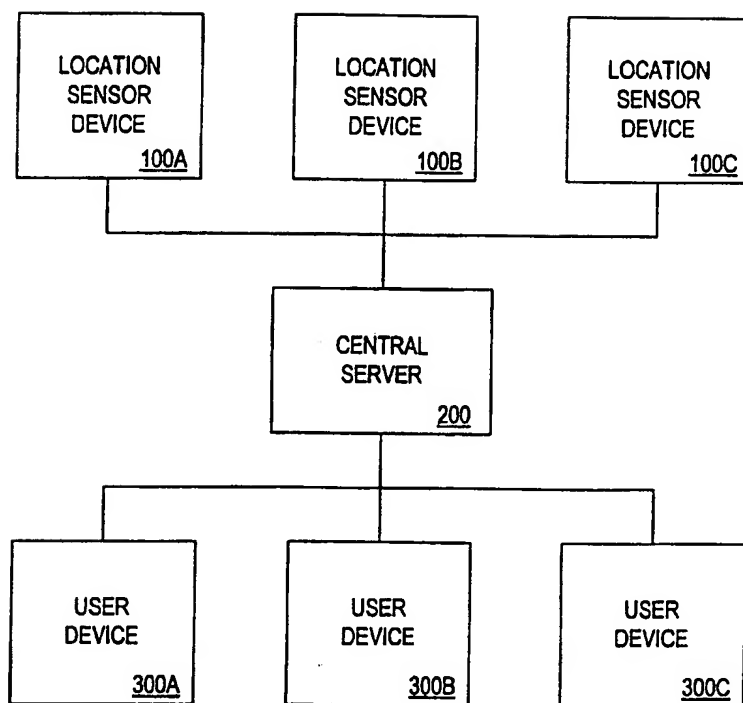 LOCATION
SENSOR
DEVICE
100A
LOCATION
SENSOR
DEVICE
100B
LOCATION
SENSOR
DEVICE
100C
CENTRAL
SERVER
200
USER
DEVICE
300A
USER
DEVICE
300B
USER
DEVICE
300C